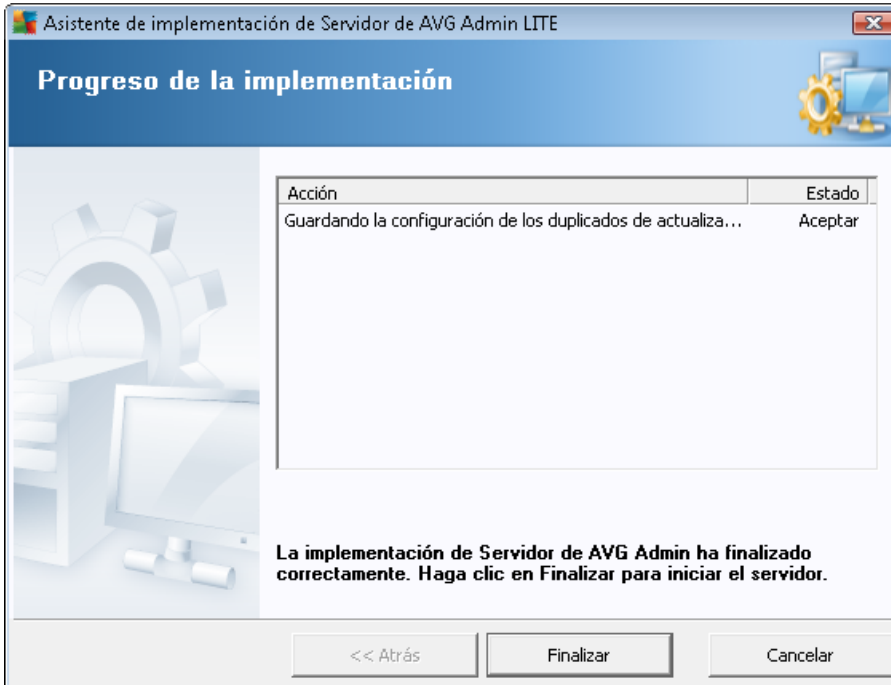 Asistente de implementación de Servidor de AVG Admin LITE
Progreso de la implementación
Acción Estado
Guardando la configuración de los duplicados de actualiza... Aceptar
La implementación de Servidor de AVG Admin ha finalizado
correctamente. Haga clic en Finalizar para iniciar el servidor.
<< Atrás Finalizar Cancelar